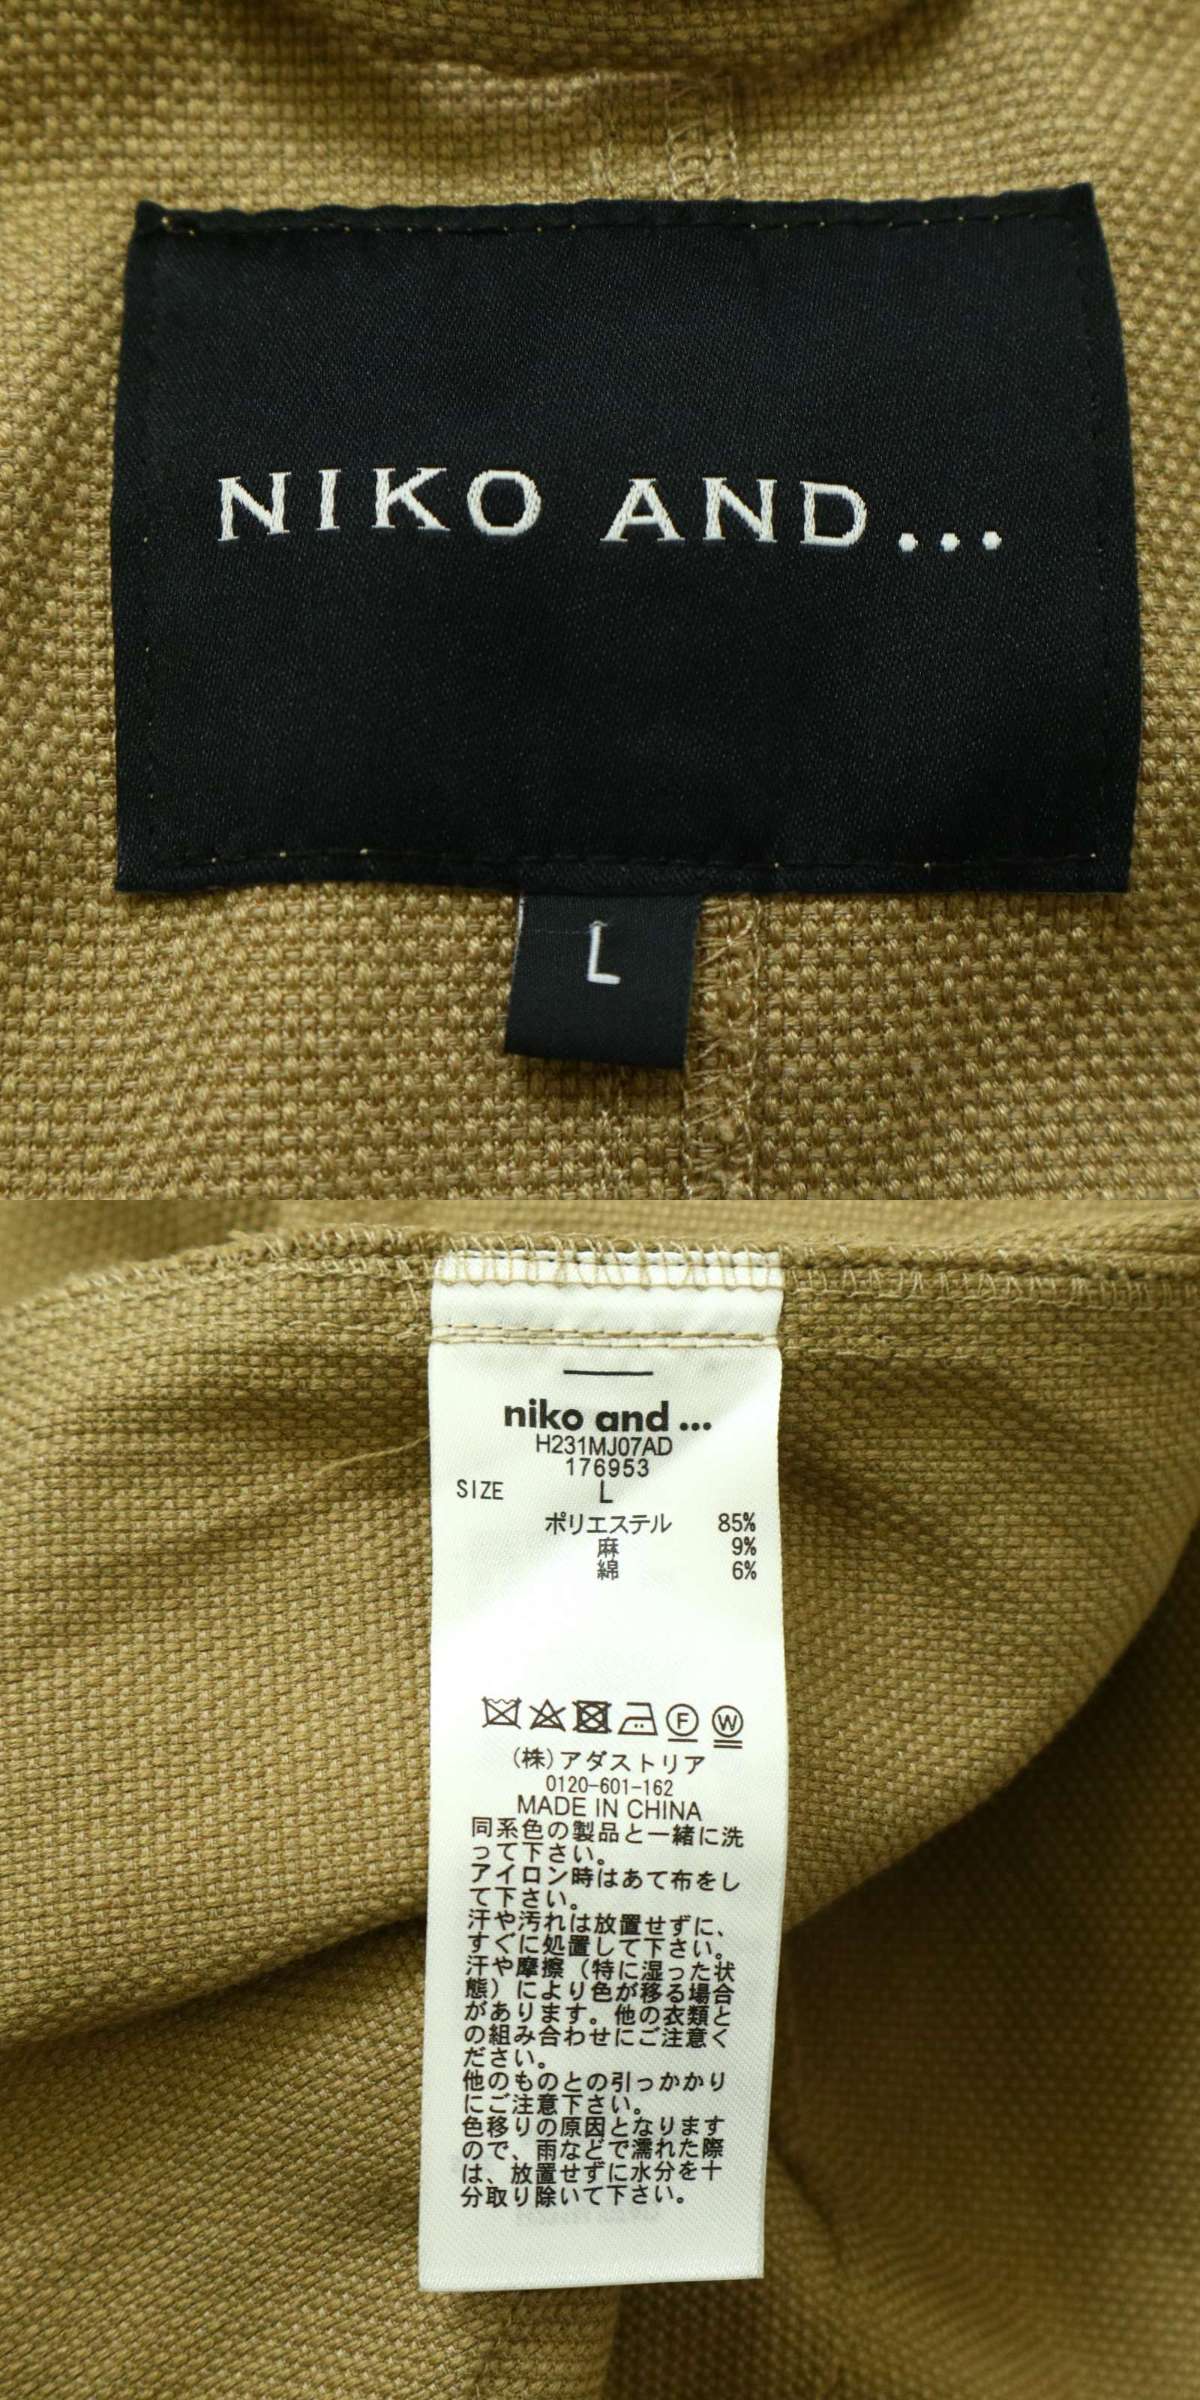 NIKO AND...
L
niko and ...
H231MJ07AD
176953
SIZE L
ポリエステル 85%
麻 9%
綿 6%
F W
(株)アダストリア
0120-601-162
MADE IN CHINA
同系色の製品と一緒に洗
って下さい。
アイロン時はあて布をし
て下さい。
汗や汚れは放置せずに、
すぐに処置して下さい。
汗や摩擦(特に湿った状
態)により色が移る場合
があります。他の衣類と
の組み合わせにご注意く
ださい。
他のものとの引っかかり
にご注意下さい。
色移りの原因となります
ので、雨などで濡れた際
は、放置せずに水分を十
分取り除いて下さい。